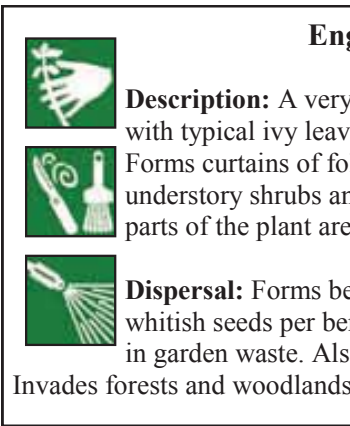 Eng
Description: A very
with typical ivy leav
Forms curtains of fo
understory shrubs an
parts of the plant are
Dispersal: Forms be
whitish seeds per be
in garden waste. Als
Invades forests and woodlands